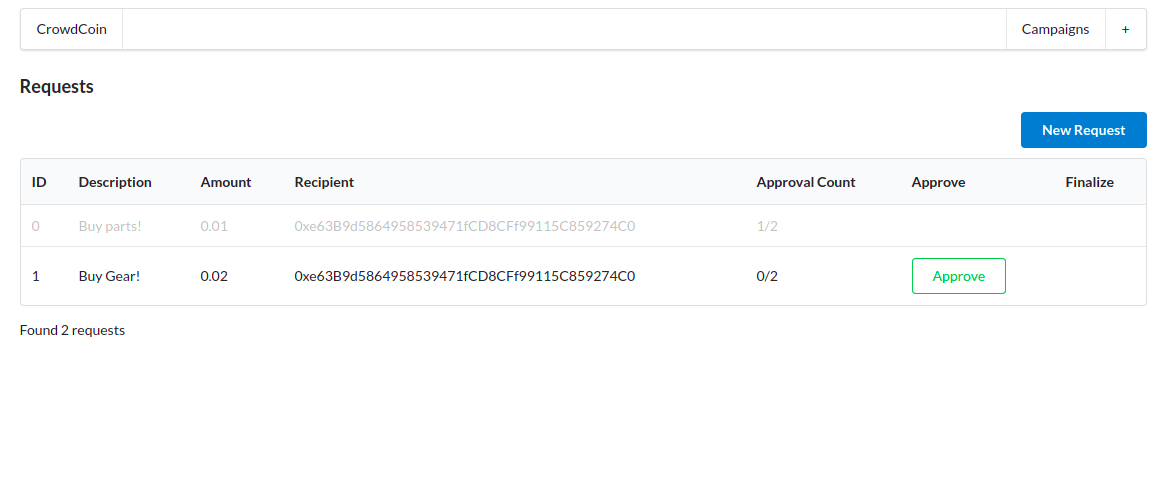 CrowdCoin Campaigns +
Requests
New Request
ID Description Amount Recipient Approval Count Approve Finalize
0 Buy parts! 0.01 0xe63B9d5864958539471fCD8CFf99115C859274C0 1/2
1 Buy Gear! 0.02 0xe63B9d5864958539471fCD8CFf99115C859274C0 0/2 Approve
Found 2 requests